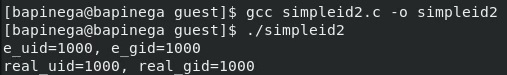 [bapinega@bapinega guest]$ gcc simpleid2.c -o simpleid2
[bapinega@bapinega guest]$ ./simpleid2
e_uid=1000, e_gid=1000
real_uid=1000, real_gid=1000